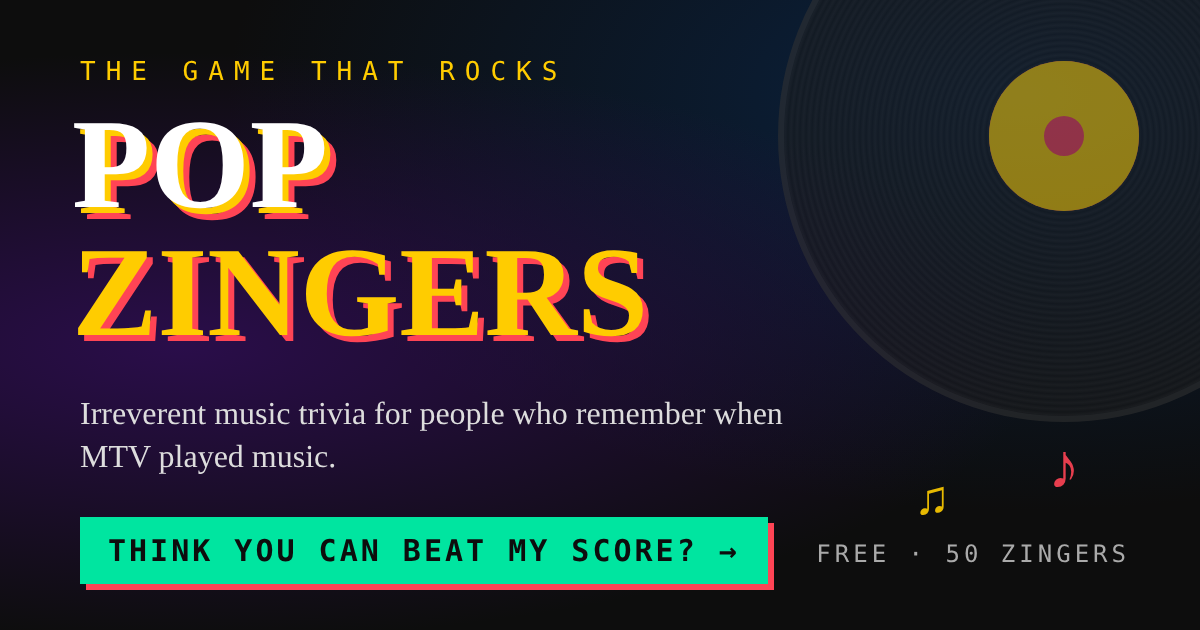 THE GAME THAT ROCKS
POP
ZINGERS
Irreverent music trivia for people who remember when
MTV played music.
THINK YOU CAN BEAT MY SCORE? →
FREE · 50 ZINGERS